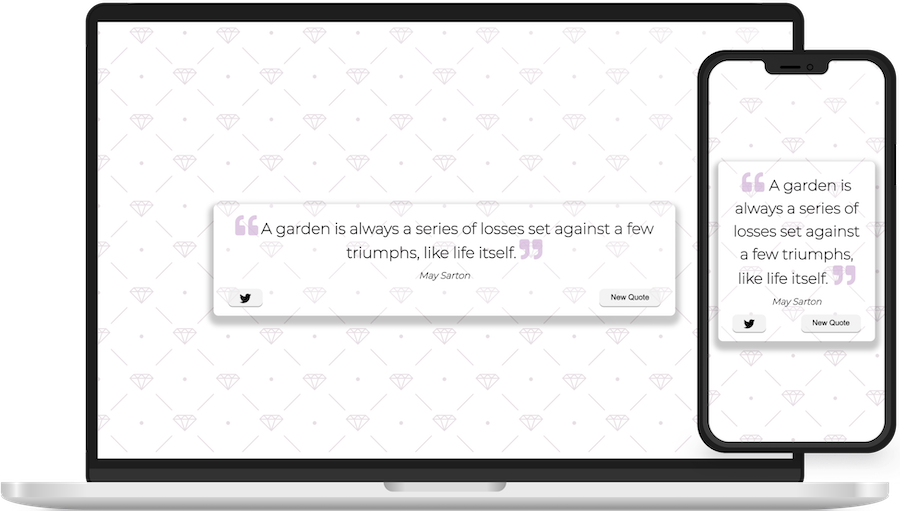 “A garden is always a series of losses set against a few
triumphs, like life itself.”
May Sarton
New Quote
“A garden is
always a series of
losses set against
a few triumphs,
like life itself.”
May Sarton
New Quote